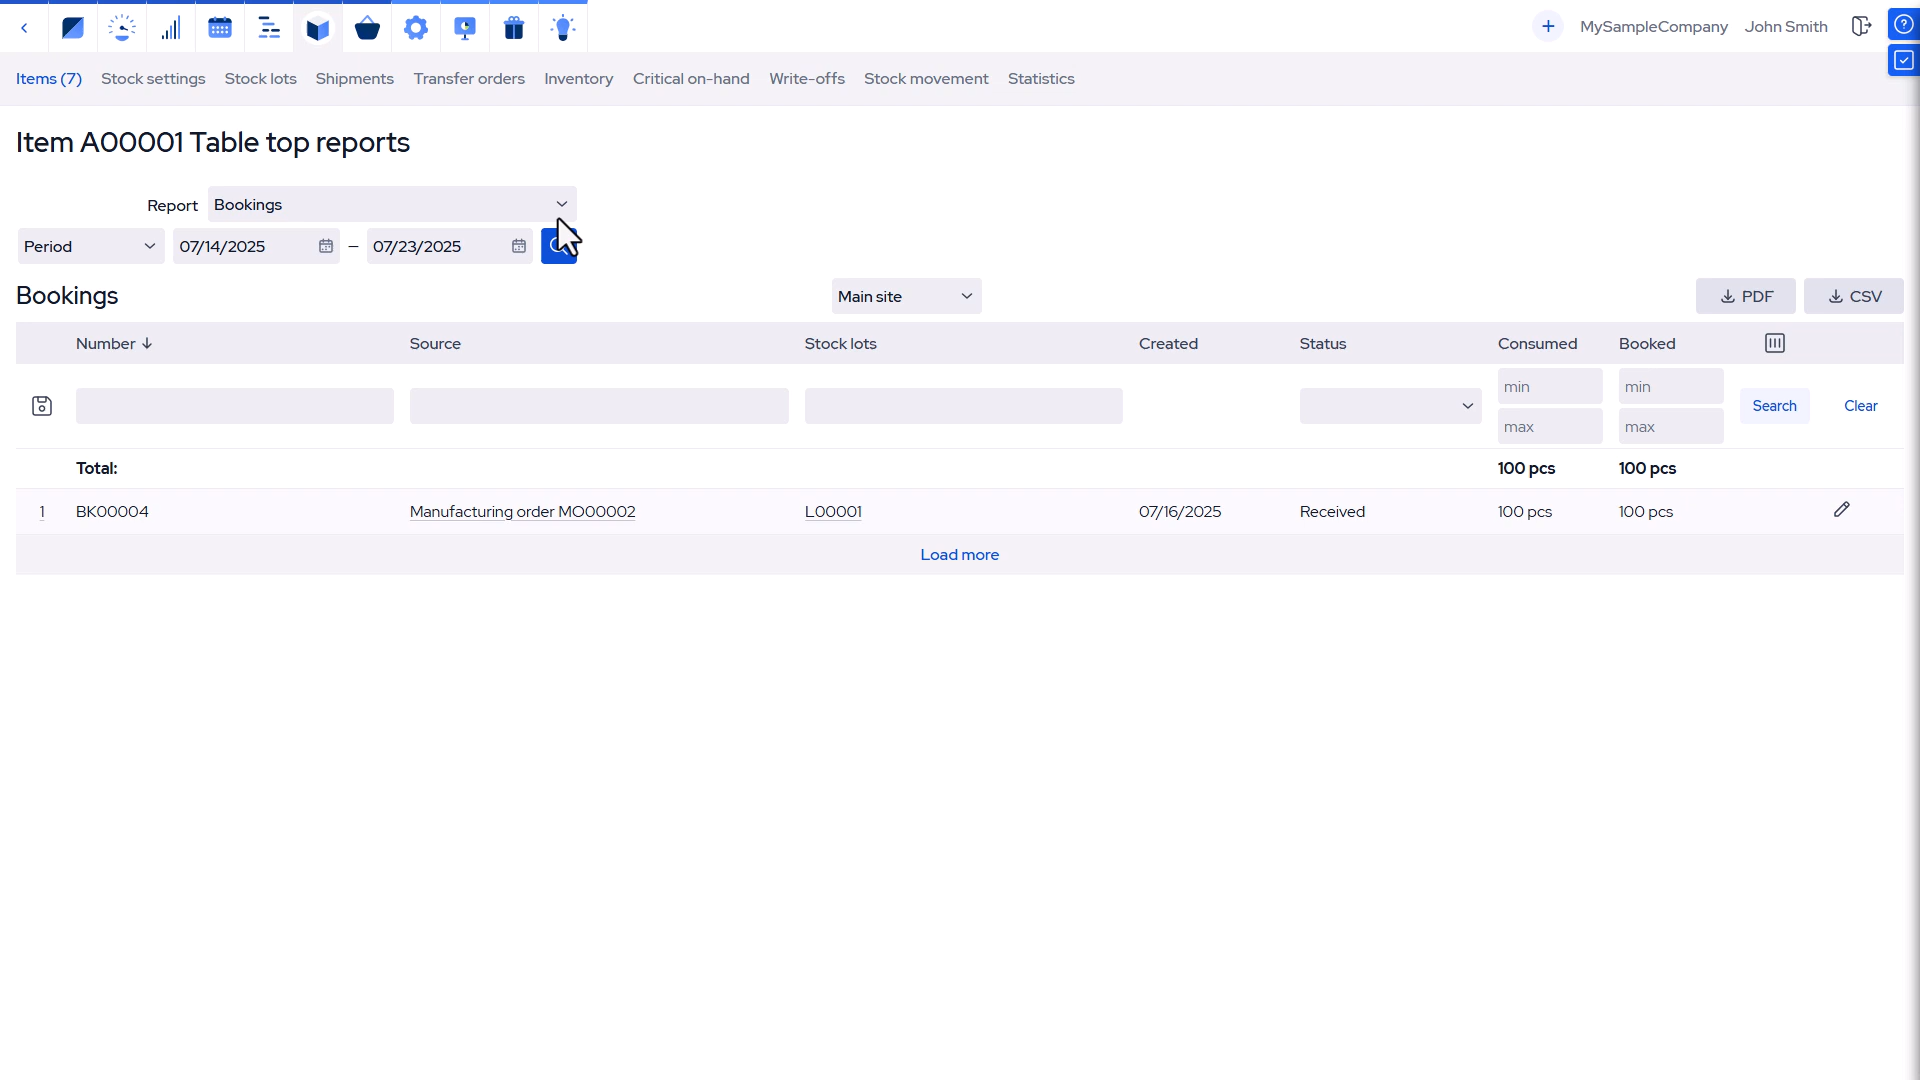 MySampleCompany John Smith
Items (7) Stock settings Stock lots Shipments Transfer orders Inventory Critical on-hand Write-offs Stock movement Statistics
Item A00001 Table top reports
Report Bookings
Period 07/14/2025 – 07/23/2025
Bookings Main site PDF CSV
Number Source Stock lots Created Status Consumed Booked
min min
Search Clear
max max
Total: 100 pcs 100 pcs
1 BK00004 Manufacturing order MO00002 L00001 07/16/2025 Received 100 pcs 100 pcs
Load more